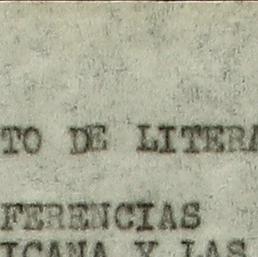 TO DE LITERA
FERENCIAS
ICANA Y LAS